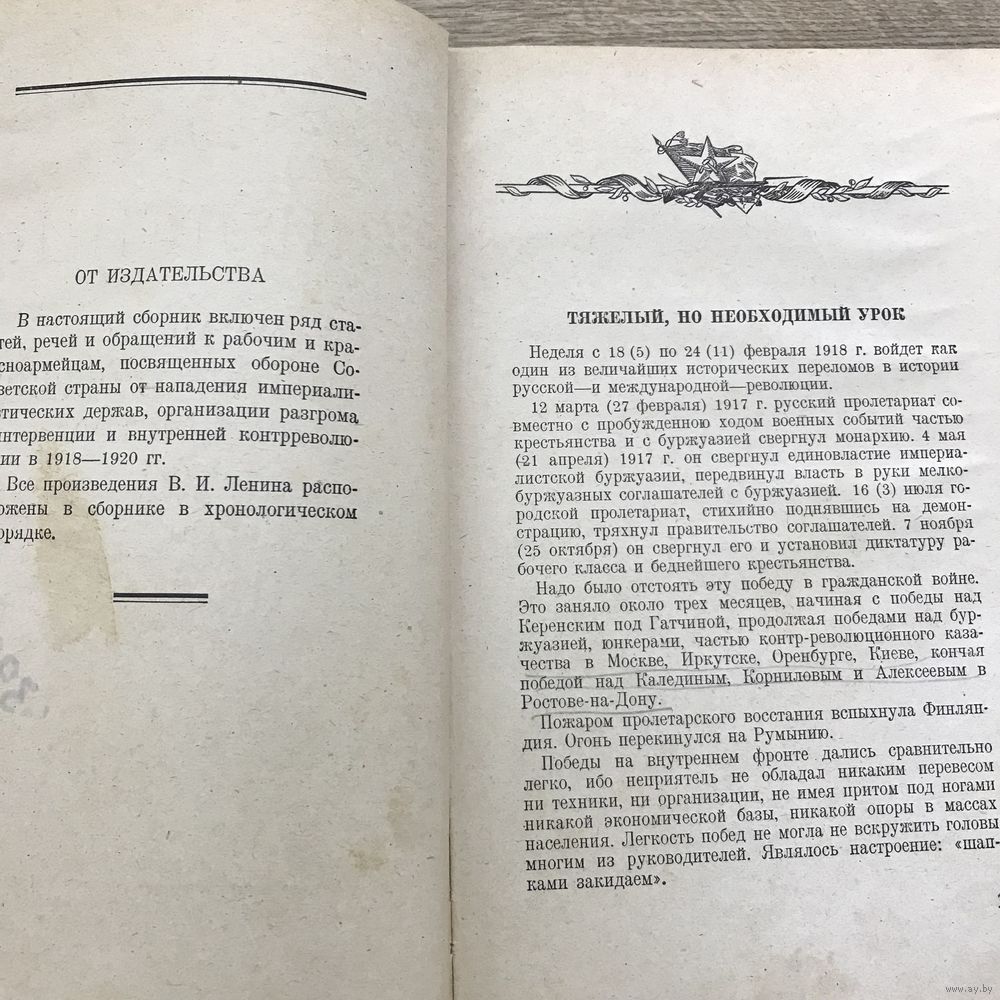 ОТ ИЗДАТЕЛЬСТВА
В настоящий сборник включен ряд ста-
тей, речей и обращений к рабочим и кра-
сноармейцам, посвященных обороне Со-
ветской страны от нападения империали-
стических держав, организации разгрома
интервенции и внутренней контрреволю-
ции в 1918—1920 гг.
Все произведения В. И. Ленина распо-
ложены в сборнике в хронологическом
порядке.
ТЯЖЕЛЫЙ, НО НЕОБХОДИМЫЙ УРОК
Неделя с 18 (5) по 24 (11) февраля 1918 г. войдет как
один из величайших исторических переломов в истории
русской—и международной—революции.
12 марта (27 февраля) 1917 г. русский пролетариат со-
вместно с пробужденною ходом военных событий частью
крестьянства и с буржуазией свергнул монархию. 4 мая
(21 апреля) 1917 г. он свергнул единовластие империа-
листской буржуазии, передвинул власть в руки мелко-
буржуазных соглашателей с буржуазией. 16 (3) июля го-
родской пролетариат, стихийно поднявшись на демон-
страцию, тряхнул правительство соглашателей. 7 ноября
(25 октября) он свергнул его и установил диктатуру ра-
бочего класса и беднейшего крестьянства.
Надо было отстоять эту победу в гражданской войне.
Это заняло около трех месяцев, начиная с победы над
Керенским под Гатчиной, продолжая победами над бур-
жуазией, юнкерами, частью контр-революционного каза-
чества в Москве, Иркутске, Оренбурге, Киеве, кончая
победой над Калединым, Корниловым и Алексеевым в
Ростове-на-Дону.
Пожаром пролетарского восстания вспыхнула Финлян-
дия. Огонь перекинулся на Румынию.
Победы на внутреннем фронте дались сравнительно
легко, ибо неприятель не обладал никаким перевесом
ни техники, ни организации, не имея притом под ногами
никакой экономической базы, никакой опоры в массах
населения. Легкость побед не могла не вскружить головы
многим из руководителей. Являлось настроение: «шап-
ками закидаем».
www.ay.by